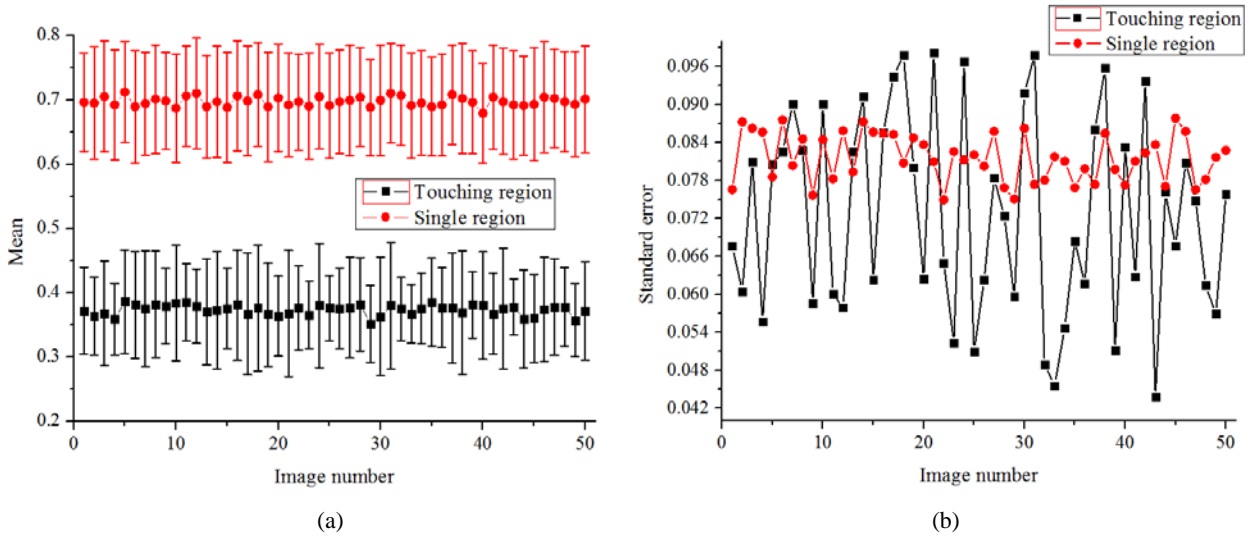 0.8
0.7
0.6
0.5
0.4
0.3
0.2
Mean
Touching region
Single region
0 10 20 30 40 50
Image number
(a)
Touching region
Single region
0.096
0.090
0.084
0.078
0.072
0.066
0.060
0.054
0.048
0.042
Standard error
0 10 20 30 40 50
Image number
(b)